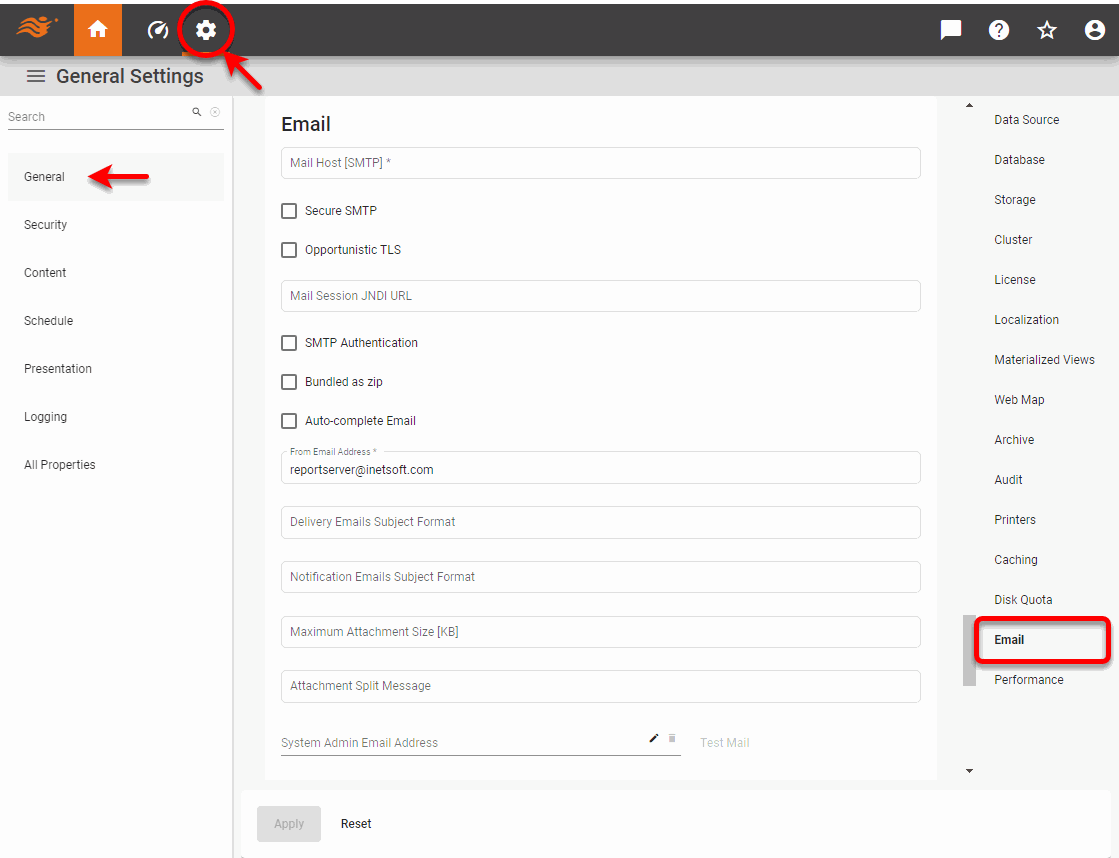 General Settings
Search
General
Security
Content
Schedule
Presentation
Logging
All Properties
Email
Mail Host [SMTP] *
Secure SMTP
Opportunistic TLS
Mail Session JNDI URL
SMTP Authentication
Bundled as zip
Auto-complete Email
From Email Address *
reportserver@inetsoft.com
Delivery Emails Subject Format
Notification Emails Subject Format
Maximum Attachment Size [KB]
Attachment Split Message
System Admin Email Address
Test Mail
Apply
Reset
Data Source
Database
Storage
Cluster
License
Localization
Materialized Views
Web Map
Archive
Audit
Printers
Caching
Disk Quota
Email
Performance